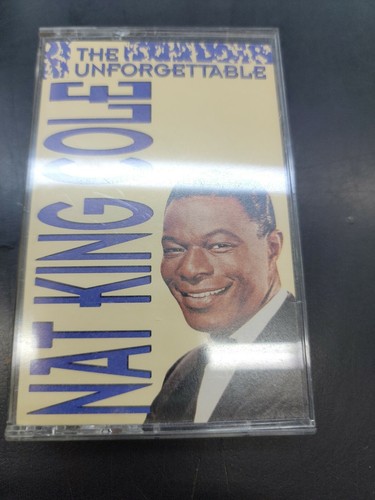 THE
UNFORGETTABLE
NAT KING COLE